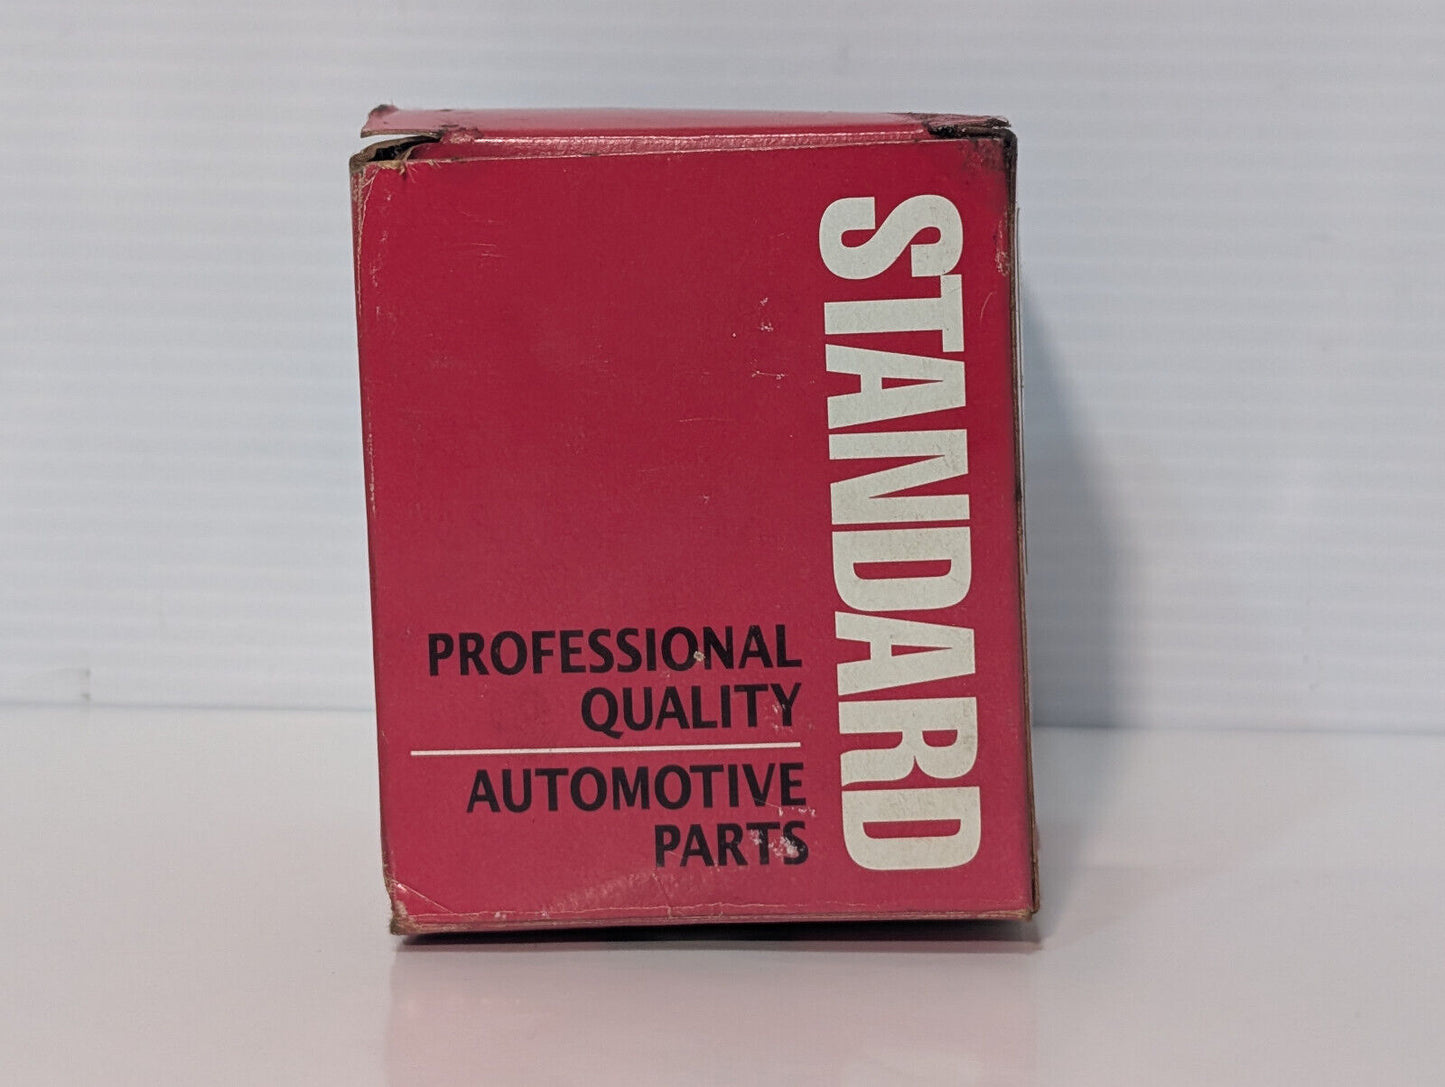 STANDARD
PROFESSIONAL
QUALITY
AUTOMOTIVE
PARTS